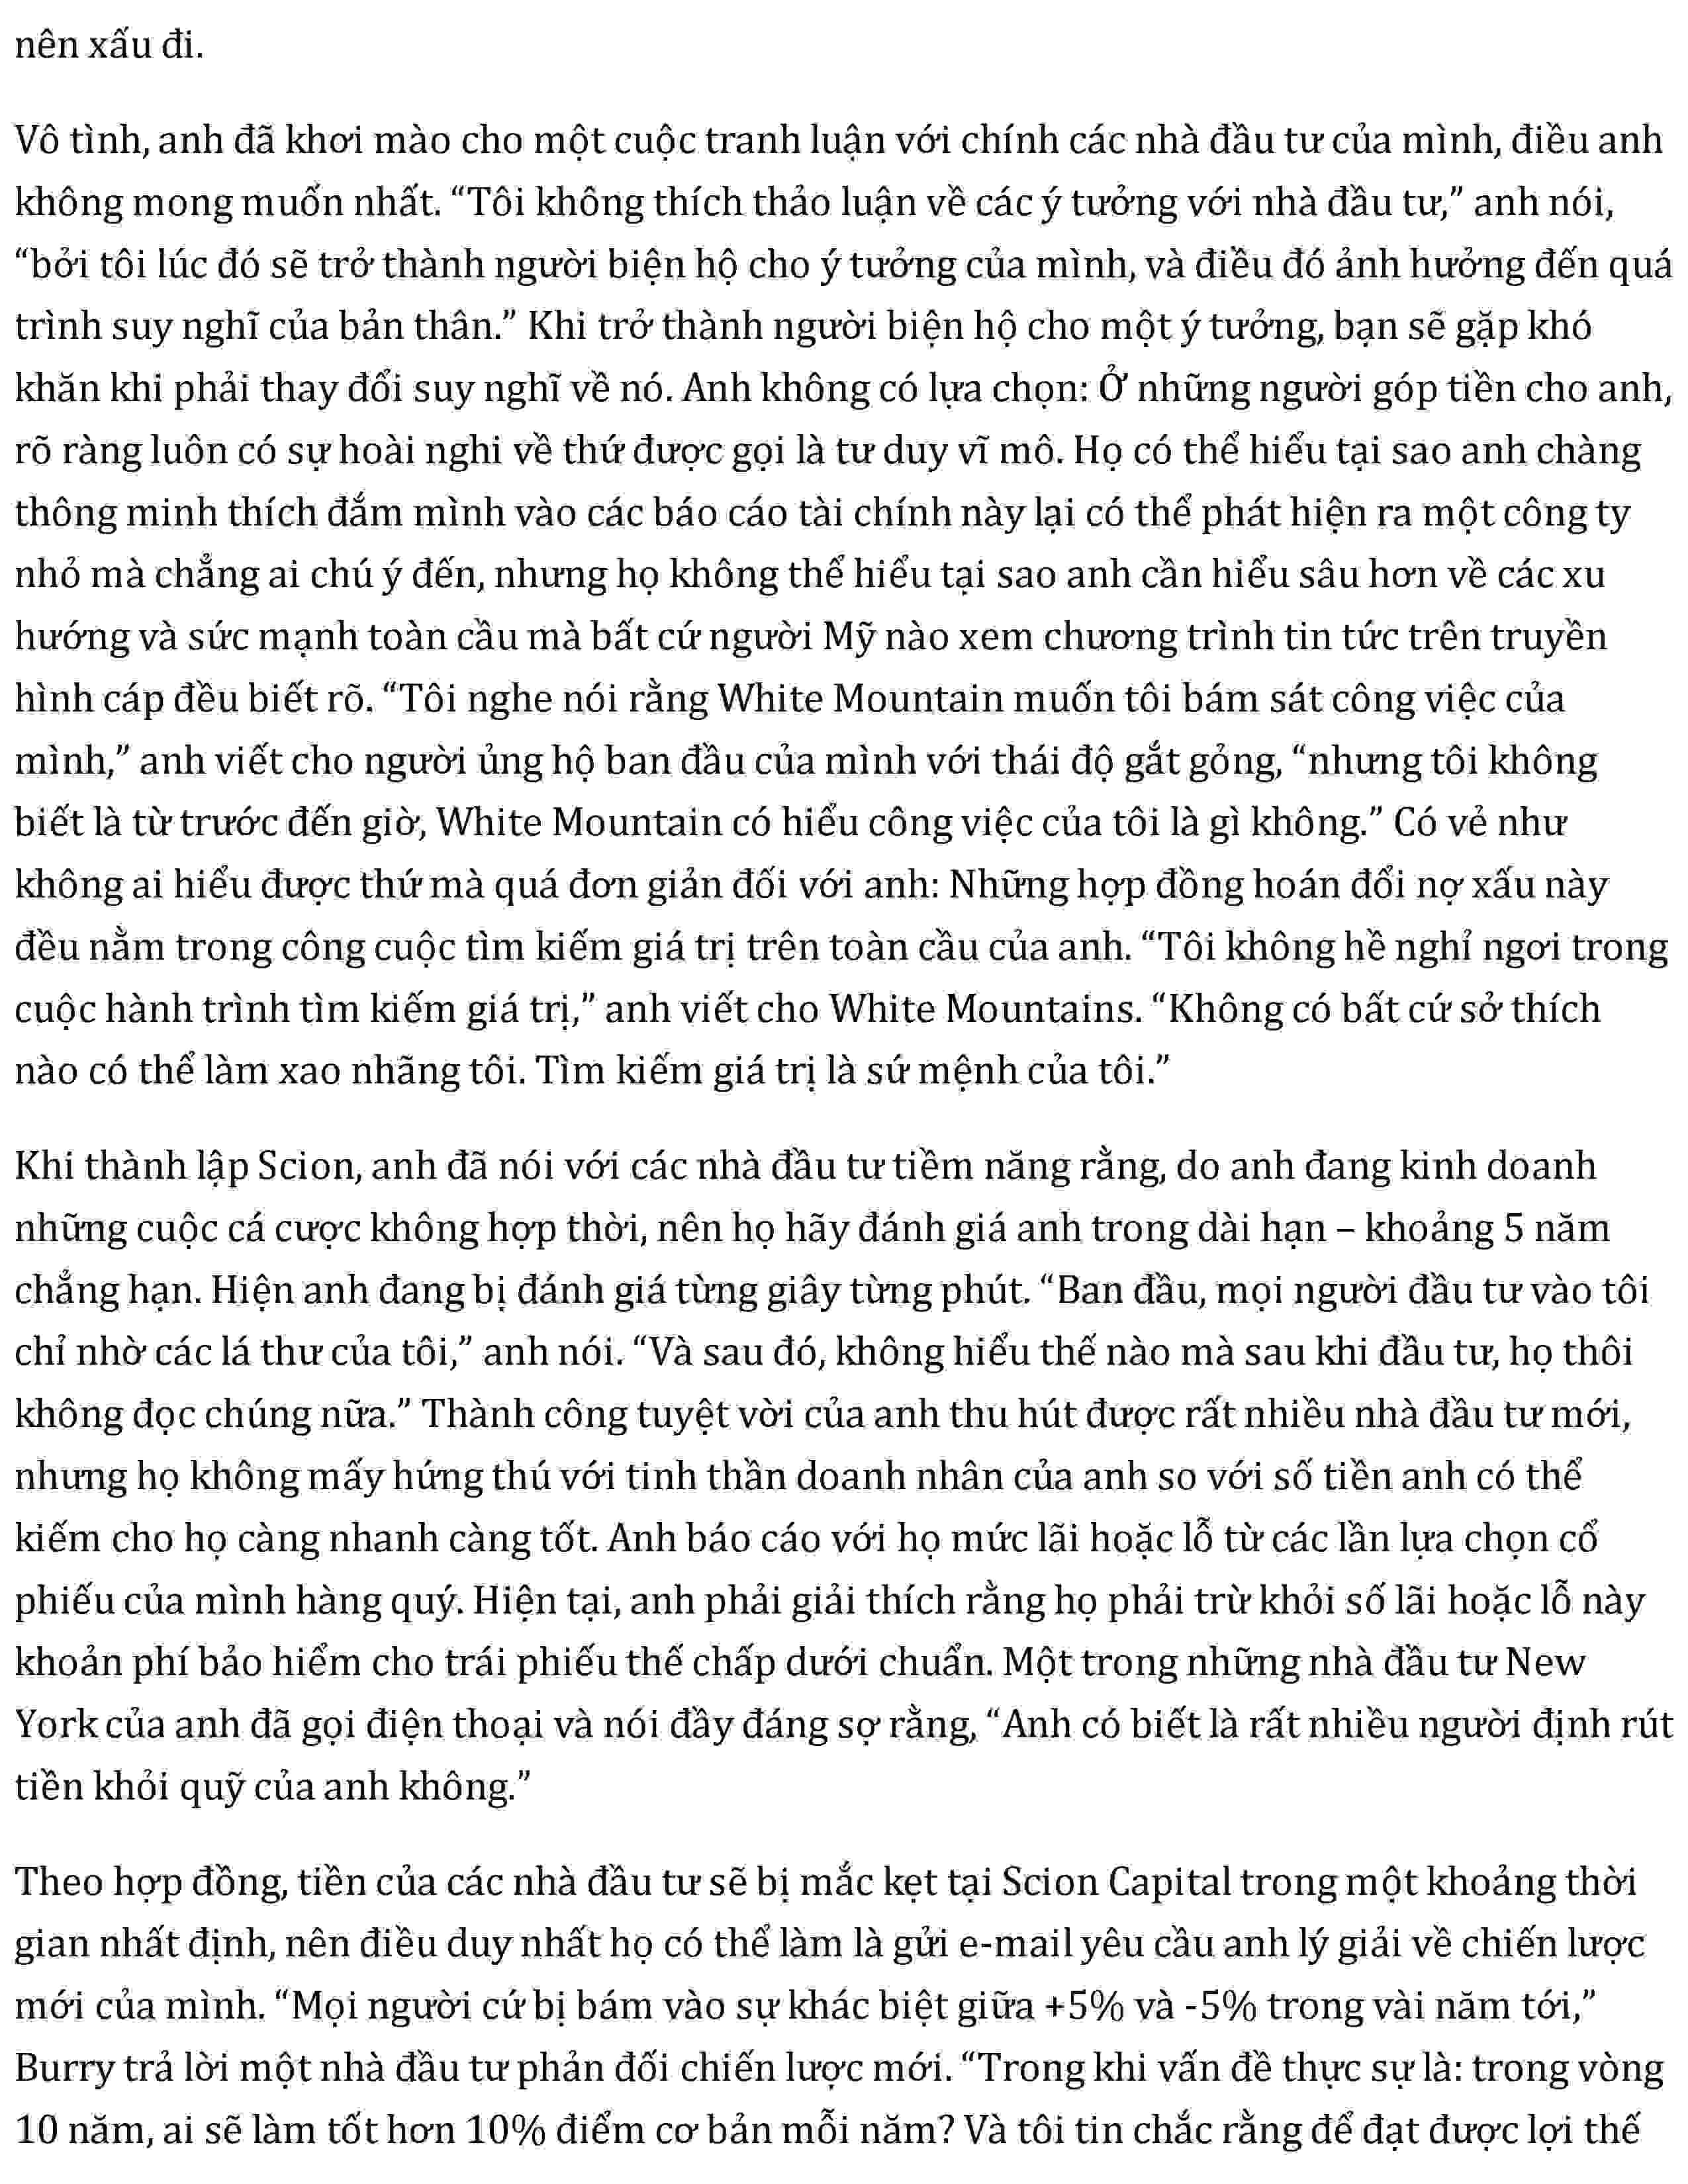 nên xấu đi.
Vô tình, anh đã khơi mào cho một cuộc tranh luận với chính các nhà đầu tư của mình, điều anh
không mong muốn nhất. “Tôi không thích thảo luận về các ý tưởng với nhà đầu tư,” anh nói,
“bởi tôi lúc đó sẽ trở thành người biện hộ cho ý tưởng của mình, và điều đó ảnh hưởng đến quá
trình suy nghĩ của bản thân.” Khi trở thành người biện hộ cho một ý tưởng, bạn sẽ gặp khó
khăn khi phải thay đổi suy nghĩ về nó. Anh không có lựa chọn: Ở những người góp tiền cho anh,
rõ ràng luôn có sự hoài nghi về thứ được gọi là tư duy vĩ mô. Họ có thể hiểu tại sao anh chàng
thông minh thích đắm mình vào các báo cáo tài chính này lại có thể phát hiện ra một công ty
nhỏ mà chẳng ai chú ý đến, nhưng họ không thể hiểu tại sao anh cần hiểu sâu hơn về các xu
hướng và sức mạnh toàn cầu mà bất cứ người Mỹ nào xem chương trình tin tức trên truyền
hình cáp đều biết rõ. “Tôi nghe nói rằng White Mountain muốn tôi bám sát công việc của
mình,” anh viết cho người ủng hộ ban đầu của mình với thái độ gắt gỏng, “nhưng tôi không
biết là từ trước đến giờ, White Mountain có hiểu công việc của tôi là gì không.” Có vẻ như
không ai hiểu được thứ mà quá đơn giản đối với anh: Những hợp đồng hoán đổi nợ xấu này
đều nằm trong công cuộc tìm kiếm giá trị trên toàn cầu của anh. “Tôi không hề nghỉ ngơi trong
cuộc hành trình tìm kiếm giá trị,” anh viết cho White Mountains. “Không có bất cứ sở thích
nào có thể làm xao nhãng tôi. Tìm kiếm giá trị là sứ mệnh của tôi.”
Khi thành lập Scion, anh đã nói với các nhà đầu tư tiềm năng rằng, do anh đang kinh doanh
những cuộc cá cược không hợp thời, nên họ hãy đánh giá anh trong dài hạn – khoảng 5 năm
chẳng hạn. Hiện anh đang bị đánh giá từng giây từng phút. “Ban đầu, mọi người đầu tư vào tôi
chỉ nhờ các lá thư của tôi,” anh nói. “Và sau đó, không hiểu thế nào mà sau khi đầu tư, họ thôi
không đọc chúng nữa.” Thành công tuyệt vời của anh thu hút được rất nhiều nhà đầu tư mới,
nhưng họ không mấy hứng thú với tinh thần doanh nhân của anh so với số tiền anh có thể
kiếm cho họ càng nhanh càng tốt. Anh báo cáo với họ mức lãi hoặc lỗ từ các lần lựa chọn cổ
phiếu của mình hàng quý. Hiện tại, anh phải giải thích rằng họ phải trừ khỏi số lãi hoặc lỗ này
khoản phí bảo hiểm cho trái phiếu thế chấp dưới chuẩn. Một trong những nhà đầu tư New
York của anh đã gọi điện thoại và nói đầy đáng sợ rằng, “Anh có biết là rất nhiều người định rút
tiền khỏi quỹ của anh không.”
Theo hợp đồng, tiền của các nhà đầu tư sẽ bị mắc kẹt tại Scion Capital trong một khoảng thời
gian nhất định, nên điều duy nhất họ có thể làm là gửi e-mail yêu cầu anh lý giải về chiến lược
mới của mình. “Mọi người cứ bị bám vào sự khác biệt giữa +5% và -5% trong vài năm tới,”
Burry trả lời một nhà đầu tư phản đối chiến lược mới. “Trong khi vấn đề thực sự là: trong vòng
10 năm, ai sẽ làm tốt hơn 10% điểm cơ bản mỗi năm? Và tôi tin chắc rằng để đạt được lợi thế